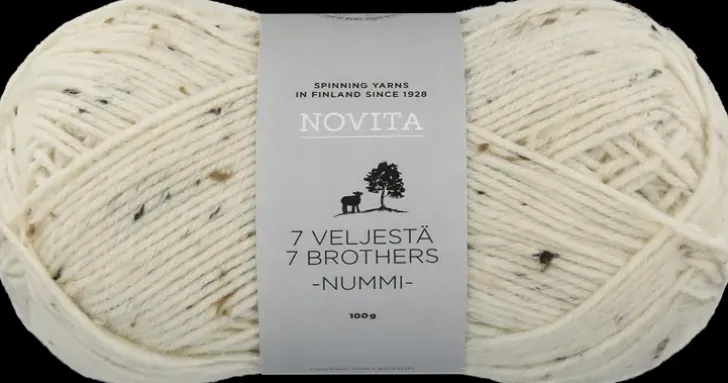 SPINNING YARNS
IN FINLAND SINCE 1928
NOVITA
7 VELJESTÄ
7 BROTHERS
-NUMMI-
100g